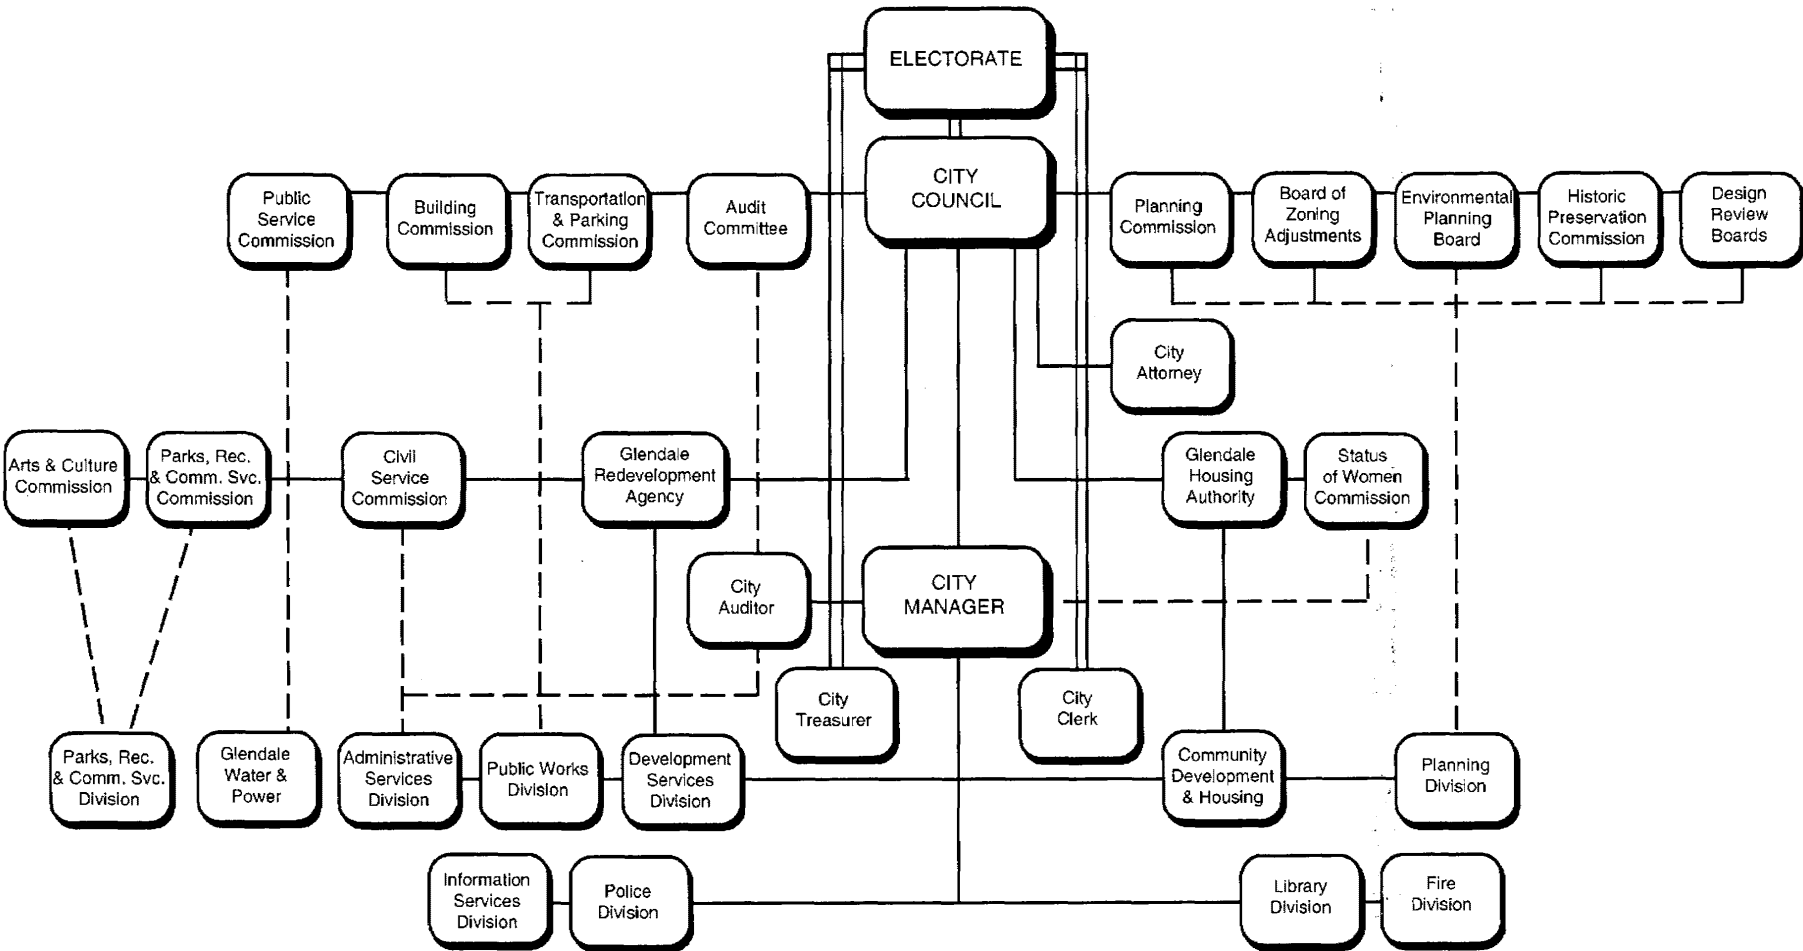 ELECTORATE
CITY
COUNCIL
Public
Service
Commission
Building
Commission
Transportation
& Parking
Commission
Audit
Committee
Planning
Commission
Board of
Zoning
Adjustments
Environmental
Planning
Board
Historic
Preservation
Commission
Design
Review
Boards
City
Attorney
Arts & Culture
Commission
Parks, Rec.
& Comm. Svc.
Commission
Civil
Service
Commission
Glendale
Redevelopment
Agency
Glendale
Housing
Authority
Status
of Women
Commission
City
Auditor
CITY
MANAGER
City
Treasurer
City
Clerk
Parks, Rec.
& Comm. Svc.
Division
Glendale
Water &
Power
Administrative
Services
Division
Public Works
Division
Development
Services
Division
Community
Development
& Housing
Planning
Division
Information
Services
Division
Police
Division
Library
Division
Fire
Division